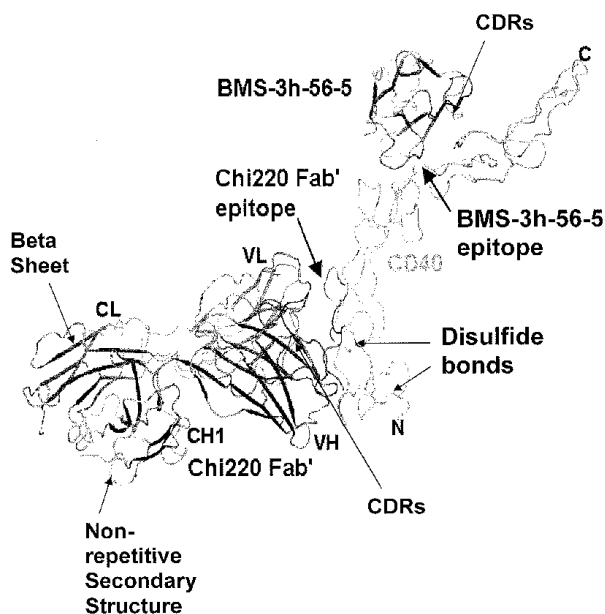 CDRs
C
BMS-3h-56-5
Chi220 Fab'
epitope
BMS-3h-56-5
epitope
CD40
Beta
Sheet
VL
CL
Disulfide
bonds
N
CH1
VH
Chi220 Fab'
CDRs
Non-
repetitive
Secondary
Structure